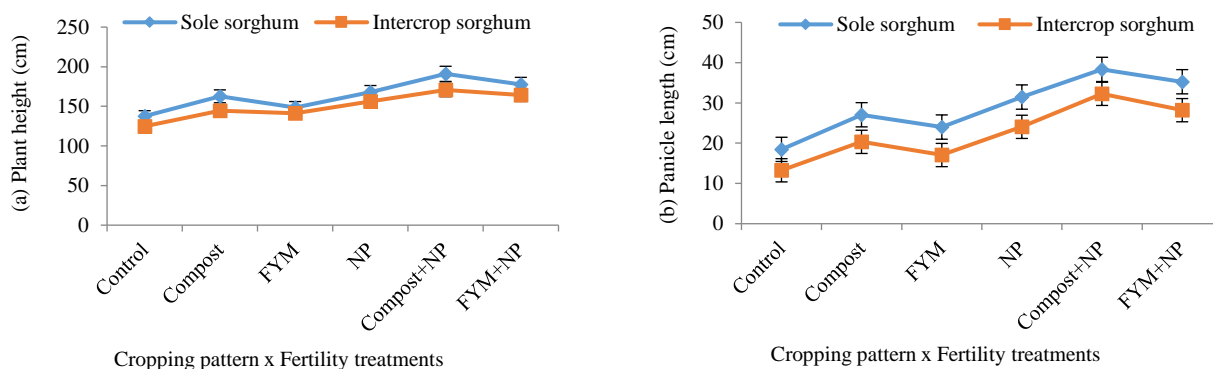 Sole sorghum Intercrop sorghum
(a) Plant height (cm)
250
200
150
100
50
0
Control
Compost
FYM
NP
Compost+NP
FYM+NP
Cropping pattern x Fertility treatments
Sole sorghum Intercrop sorghum
(b) Panicle length (cm)
50
40
30
20
10
0
Control
Compost
FYM
NP
Compost+NP
FYM+NP
Cropping pattern x Fertility treatments